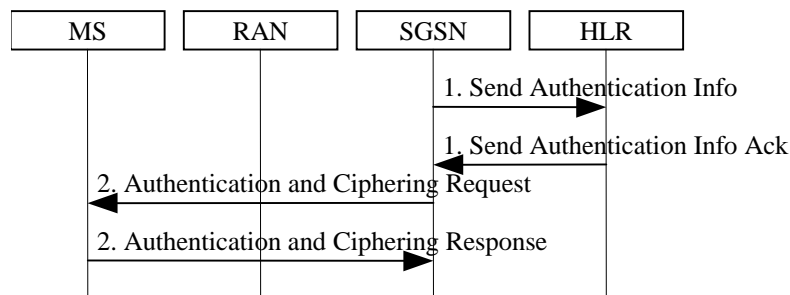 MS RAN SGSN HLR
1. Send Authentication Info
1. Send Authentication Info Ack
2. Authentication and Ciphering Request
2. Authentication and Ciphering Response